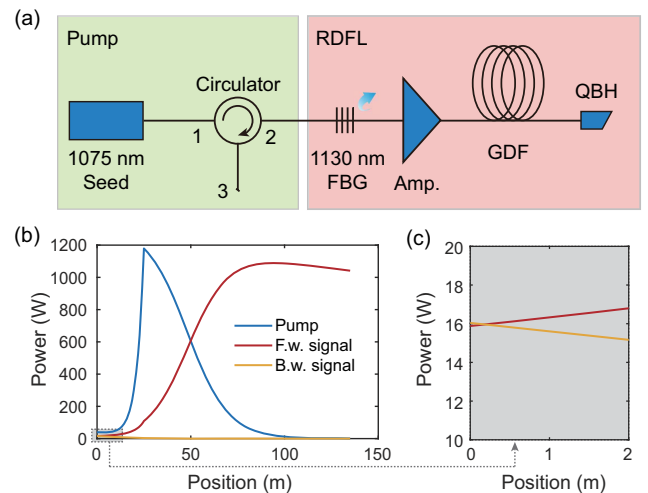 (a)
Pump
RDFL
Circulator
QBH
1
2
3
1075 nm
Seed
1130 nm
FBG
Amp.
GDF
(b)
1200
1000
800
600
400
200
0
Power (W)
Pump
F.w. signal
B.w. signal
0
50
100
150
Position (m)
(c)
20
18
16
14
12
10
Power (W)
0
1
2
Position (m)